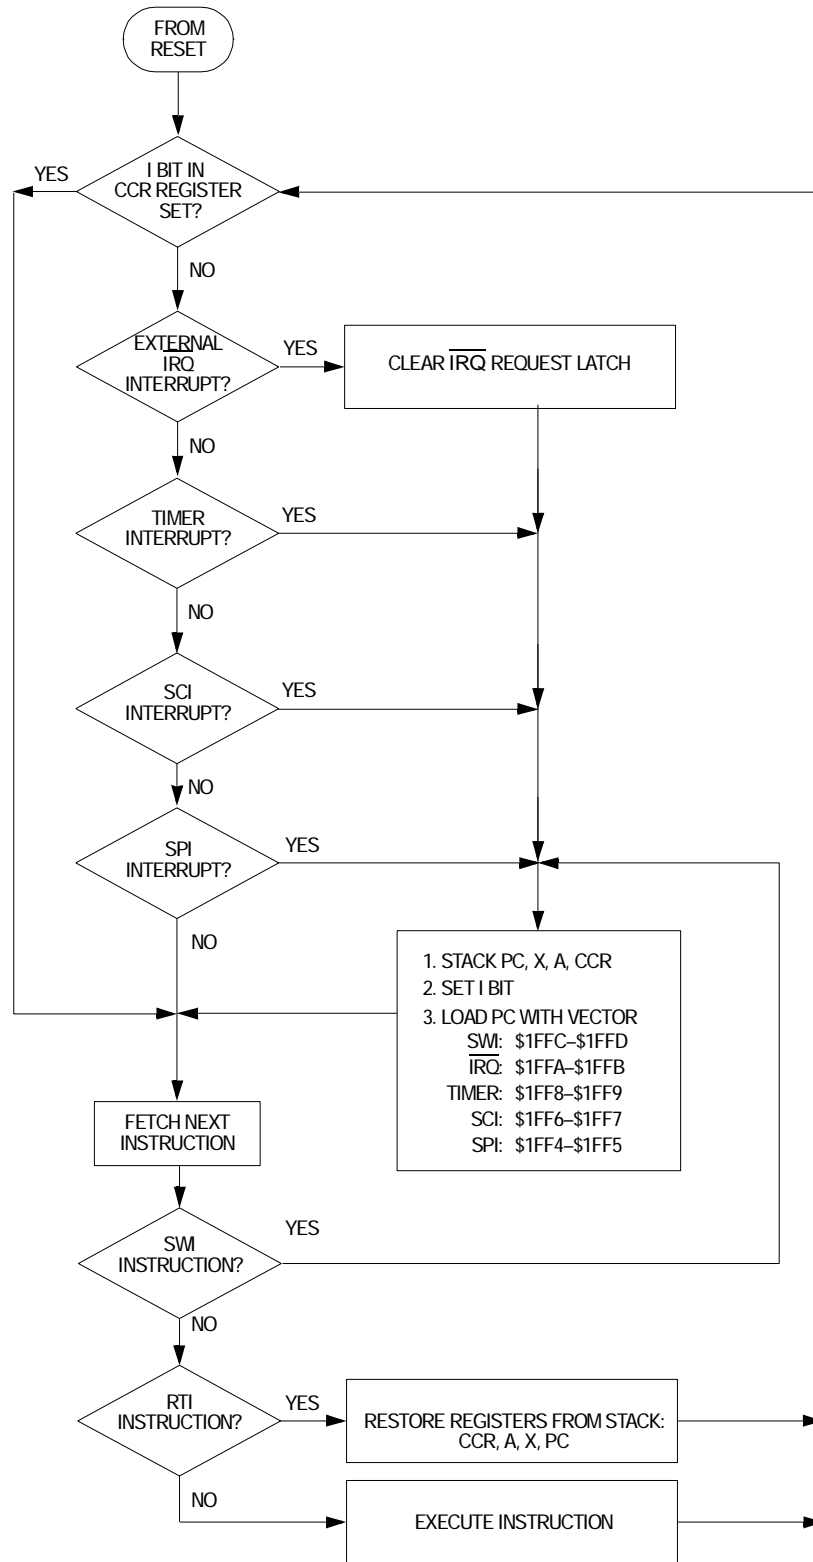 FROM
RESET
YES
I BIT IN
CCR REGISTER
SET?
NO
EXTERNAL
IRQ
INTERRUPT?
YES
CLEAR IRQ REQUEST LATCH
NO
TIMER
INTERRUPT?
YES
NO
SCI
INTERRUPT?
YES
NO
SPI
INTERRUPT?
YES
NO
1. STACK PC, X, A, CCR
2. SET I BIT
3. LOAD PC WITH VECTOR
SWI: $1FFC–$1FFD
IRQ: $1FFA–$1FFB
TIMER: $1FF8–$1FF9
SCI: $1FF6–$1FF7
SPI: $1FF4–$1FF5
FETCH NEXT
INSTRUCTION
SWI
INSTRUCTION?
YES
NO
RTI
INSTRUCTION?
YES
RESTORE REGISTERS FROM STACK:
CCR, A, X, PC
NO
EXECUTE INSTRUCTION